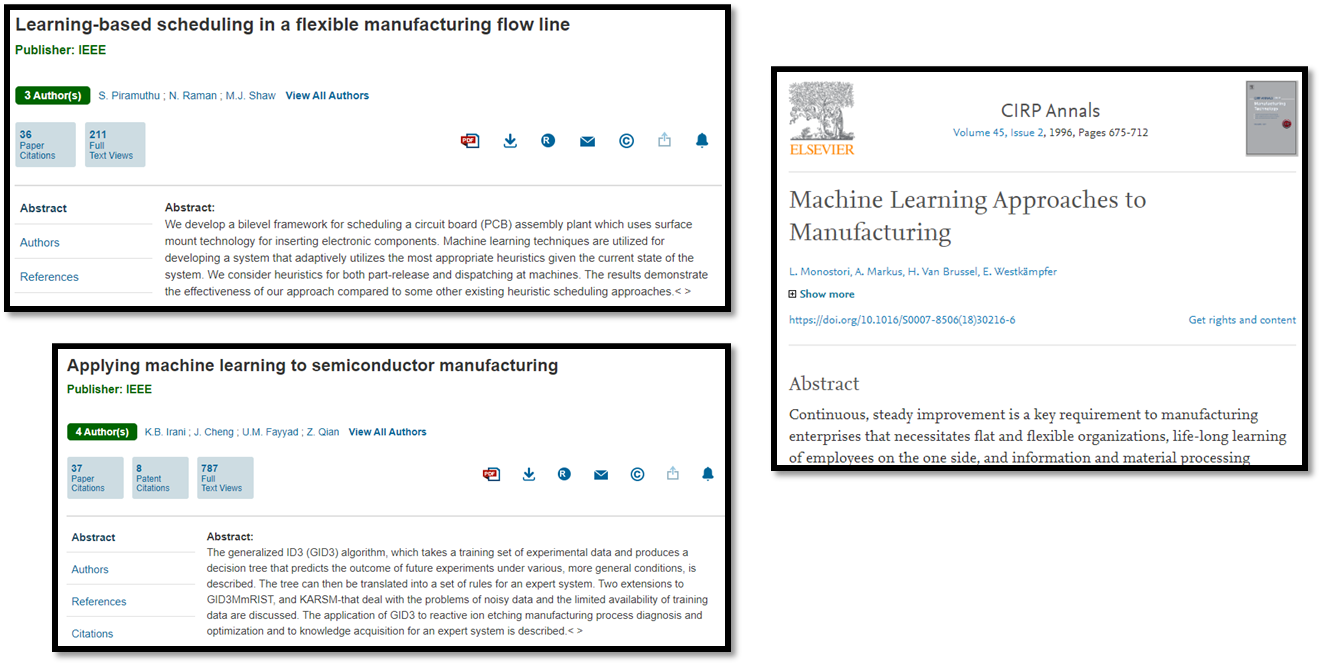 Learning-based scheduling in a flexible manufacturing flow line
Publisher: IEEE
3 Author(s) S. Piramuthu ; N. Raman ; M.J. Shaw View All Authors
36
Paper
Citations
211
Full
Text Views
PDF
R
C
Abstract
Authors
References
Abstract:
We develop a bilevel framework for scheduling a circuit board (PCB) assembly plant which uses surface
mount technology for inserting electronic components. Machine learning techniques are utilized for
developing a system that adaptively utilizes the most appropriate heuristics given the current state of the
system. We consider heuristics for both part-release and dispatching at machines. The results demonstrate
the effectiveness of our approach compared to some other existing heuristic scheduling approaches.< >
Applying machine learning to semiconductor manufacturing
Publisher: IEEE
4 Author(s) K.B. Irani ; J. Cheng ; U.M. Fayyad ; Z. Qian View All Authors
37
Paper
Citations
8
Patent
Citations
787
Full
Text Views
PDF
R
C
Abstract
Authors
References
Citations
Abstract:
The generalized ID3 (GID3) algorithm, which takes a training set of experimental data and produces a
decision tree that predicts the outcome of future experiments under various, more general conditions, is
described. The tree can then be translated into a set of rules for an expert system. Two extensions to
GID3MmRIST, and KARSM-that deal with the problems of noisy data and the limited availability of training
data are discussed. The application of GID3 to reactive ion etching manufacturing process diagnosis and
optimization and to knowledge acquisition for an expert system is described.< >
ELSEVIER
CIRP Annals
Volume 45, Issue 2, 1996, Pages 675-712
Machine Learning Approaches to
Manufacturing
L. Monostori, A. Markus, H. Van Brussel, E. Westkämpfer
Show more
https://doi.org/10.1016/S0007-8506(18)30216-6
Get rights and content
Abstract
Continuous, steady improvement is a key requirement to manufacturing
enterprises that necessitates flat and flexible organizations, life-long learning
of employees on the one side, and information and material processing